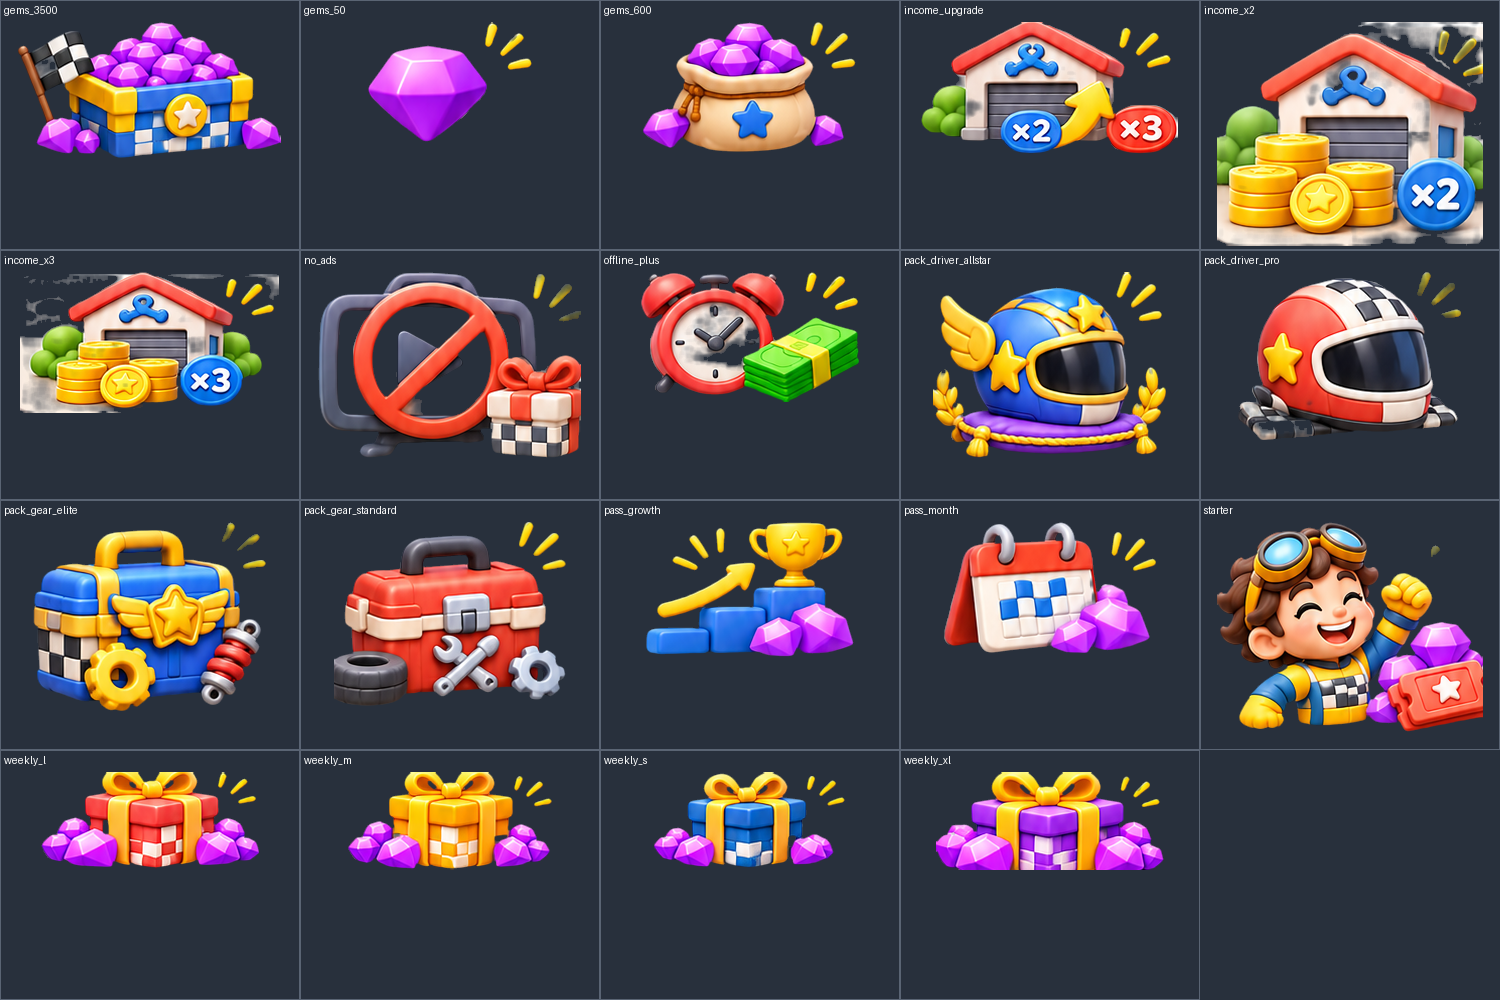 gems_3500
gems_50
gems_600
income_upgrade
income_x2
×2
×3
×2
income_x3
no_ads
offline_plus
pack_driver_allstar
pack_driver_pro
×3
pack_gear_elite
pack_gear_standard
pass_growth
pass_month
starter
weekly_l
weekly_m
weekly_s
weekly_xl